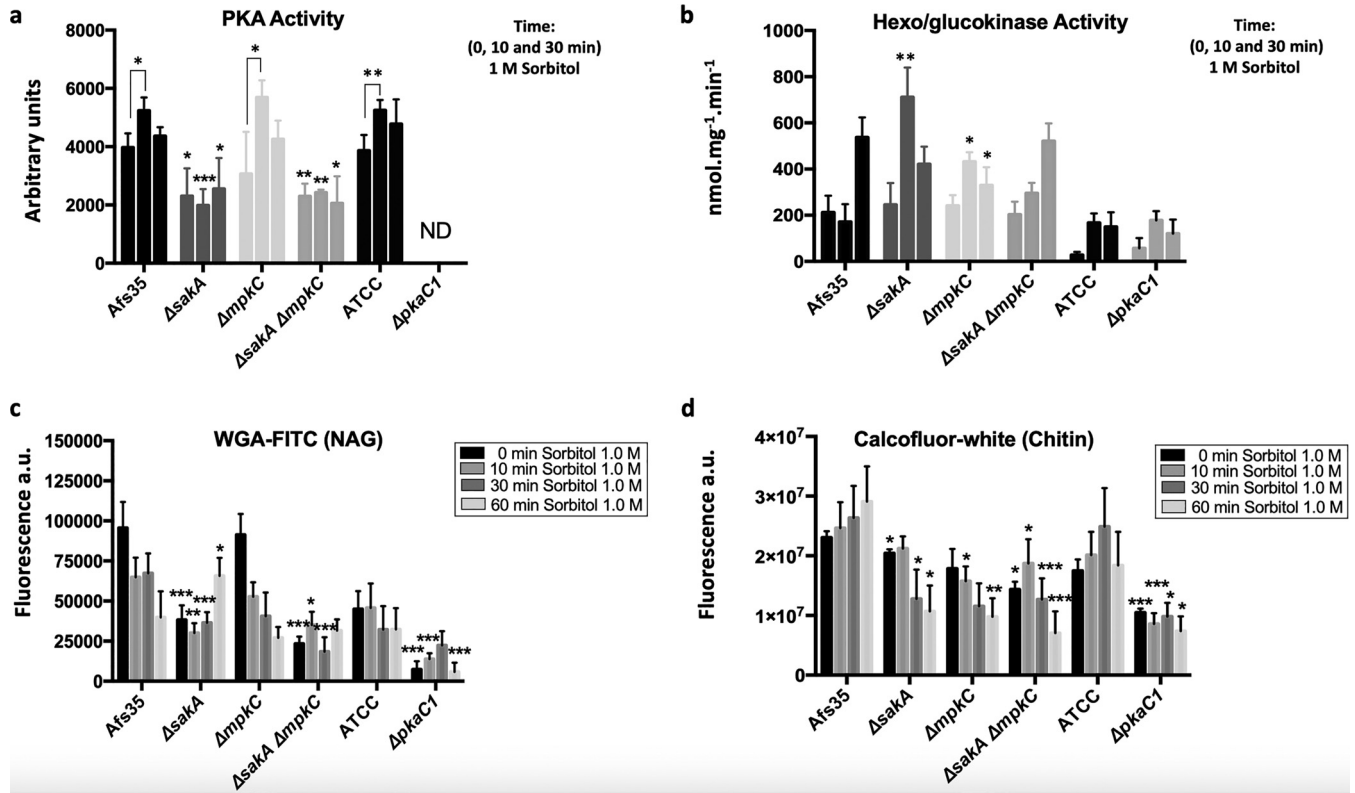 a
PKA Activity
Time:
(0, 10 and 30 min)
1 M Sorbitol
Arbitrary units
8000
6000
4000
2000
0
*
* *** *
*
** ** *
**
ND
Δfs35
ΔsakA
ΔmpkC
ΔsakA ΔmpkC
ATCC
ΔpkaC1
b
Hexo/glucokinase Activity
Time:
(0, 10 and 30 min)
1 M Sorbitol
nmol.mg⁻¹.min⁻¹
1000
800
600
400
200
0
**
* *
Δfs35
ΔsakA
ΔmpkC
ΔsakA ΔmpkC
ATCC
ΔpkaC1
c
WGA-FITC (NAG)
0 min Sorbitol 1.0 M
10 min Sorbitol 1.0 M
30 min Sorbitol 1.0 M
60 min Sorbitol 1.0 M
Fluorescence a.u.
150000
125000
100000
75000
50000
25000
0
*** ** *** *
*** * ***
*** *** ***
Δfs35
ΔsakA
ΔmpkC
ΔsakA ΔmpkC
ATCC
ΔpkaC1
d
Calcofluor-white (Chitin)
0 min Sorbitol 1.0 M
10 min Sorbitol 1.0 M
30 min Sorbitol 1.0 M
60 min Sorbitol 1.0 M
Fluorescence a.u.
4×10⁷
3×10⁷
2×10⁷
1×10⁷
0
* * *
* **
* * *** ***
*** *** * *
Δfs35
ΔsakA
ΔmpkC
ΔsakA ΔmpkC
ATCC
ΔpkaC1